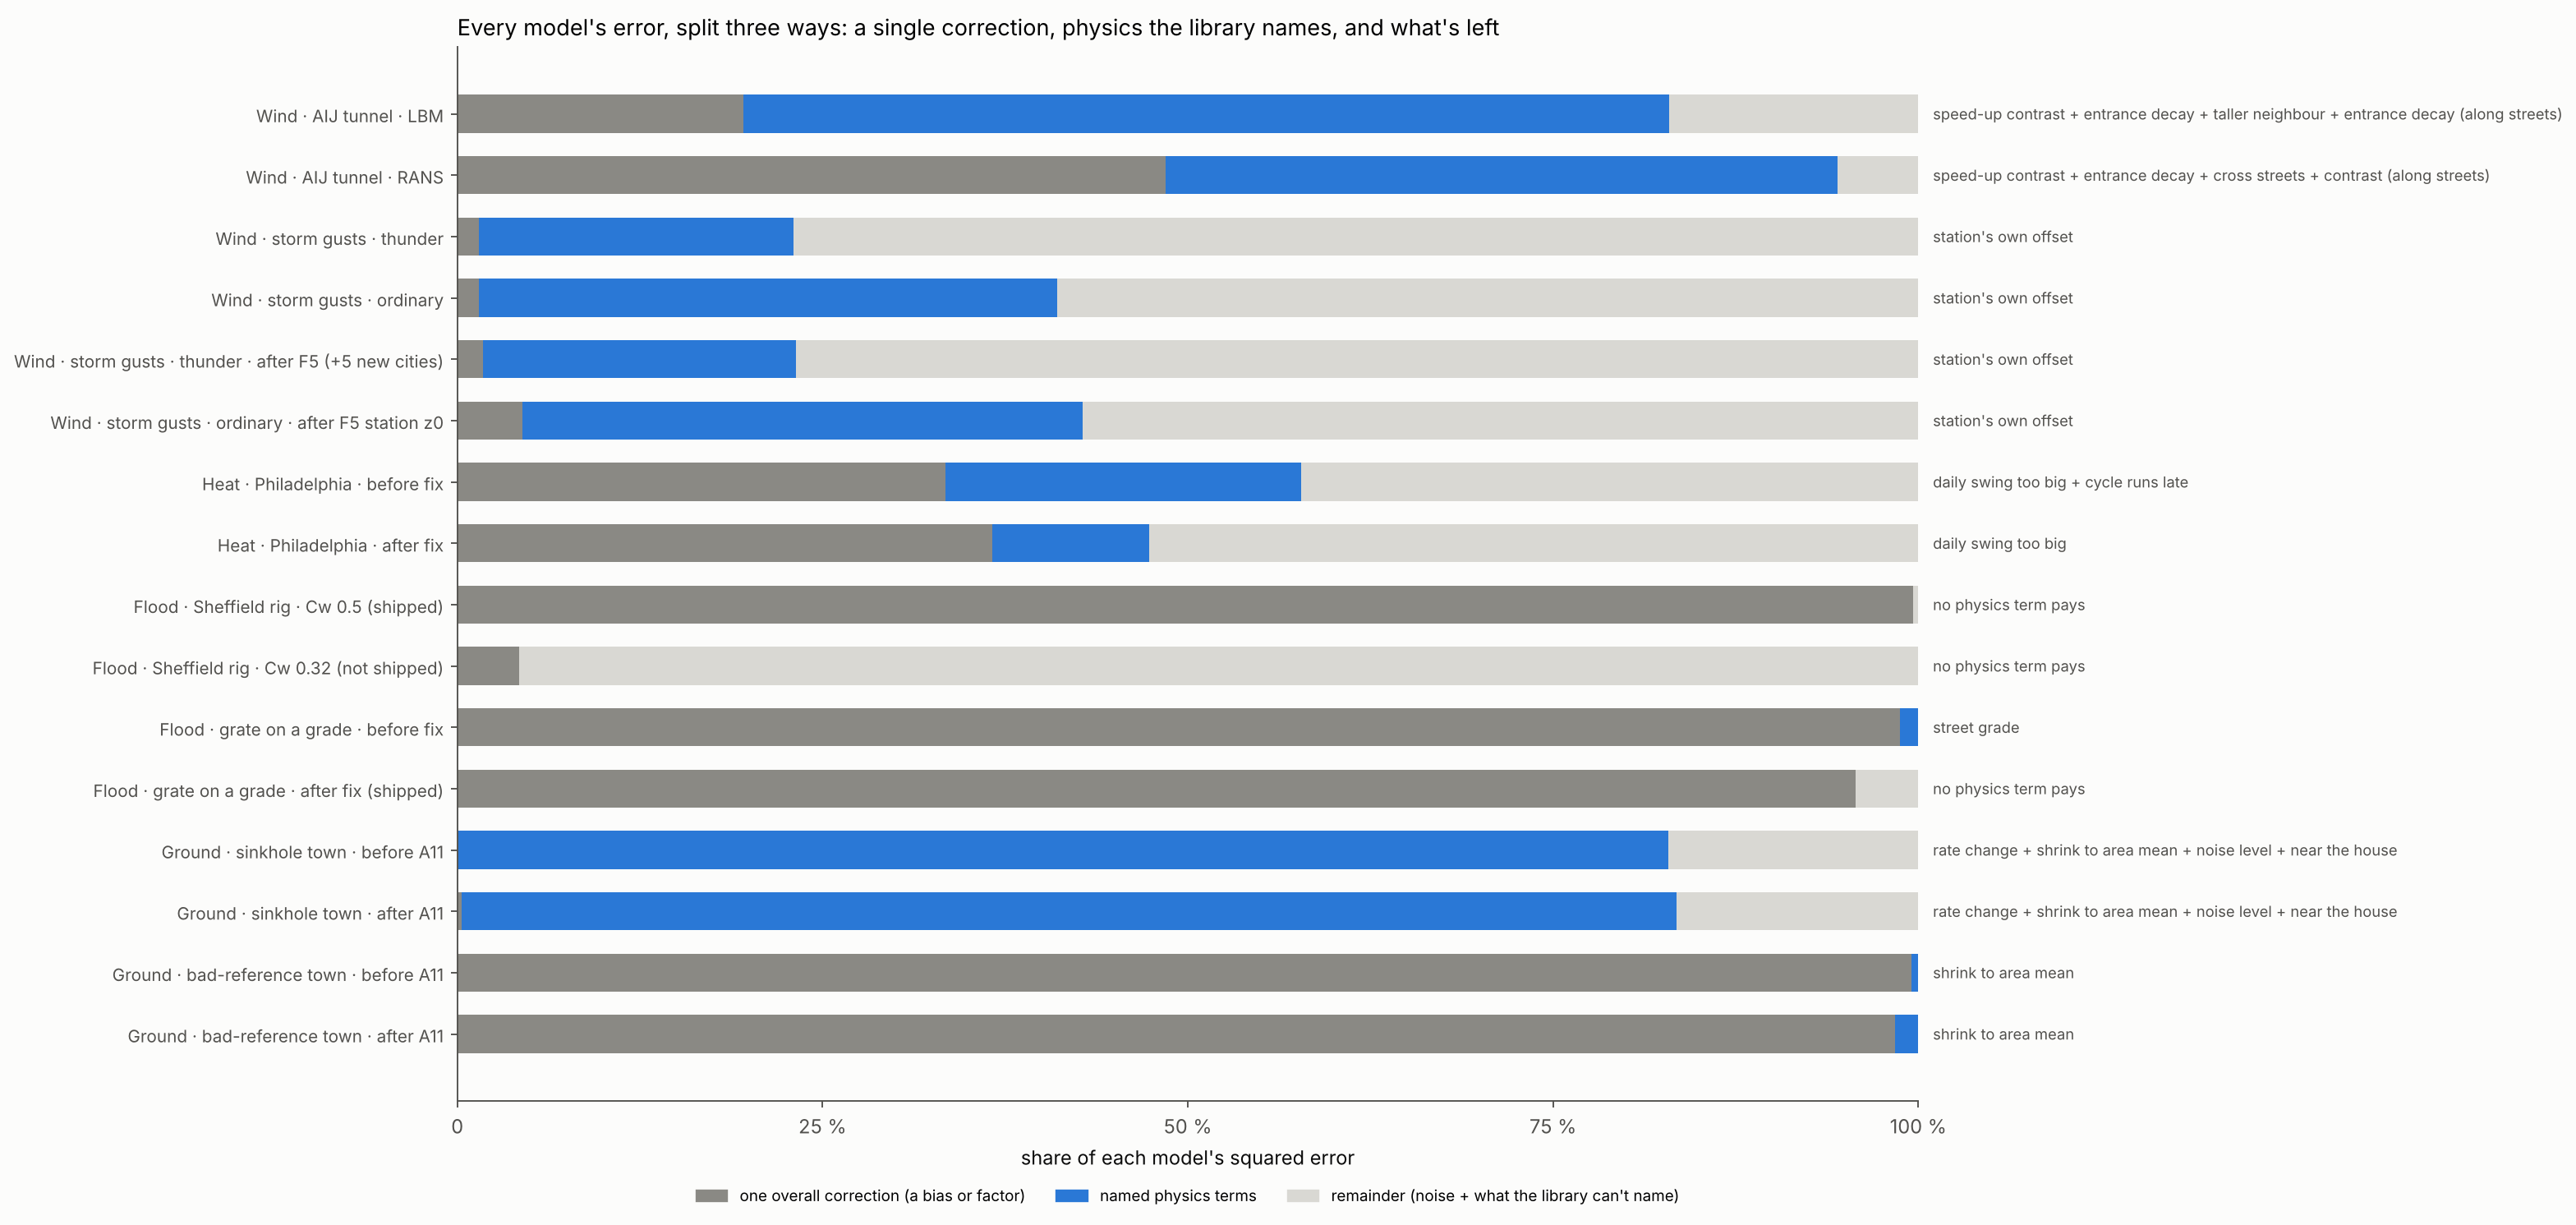 Every model's error, split three ways: a single correction, physics the library names, and what's left
Wind · AIJ tunnel · LBM
speed-up contrast + entrance decay + taller neighbour + entrance decay (along streets)
Wind · AIJ tunnel · RANS
speed-up contrast + entrance decay + cross streets + contrast (along streets)
Wind · storm gusts · thunder
station's own offset
Wind · storm gusts · ordinary
station's own offset
Wind · storm gusts · thunder · after F5 (+5 new cities)
station's own offset
Wind · storm gusts · ordinary · after F5 station z0
station's own offset
Heat · Philadelphia · before fix
daily swing too big + cycle runs late
Heat · Philadelphia · after fix
daily swing too big
Flood · Sheffield rig · Cw 0.5 (shipped)
no physics term pays
Flood · Sheffield rig · Cw 0.32 (not shipped)
no physics term pays
Flood · grate on a grade · before fix
street grade
Flood · grate on a grade · after fix (shipped)
no physics term pays
Ground · sinkhole town · before A11
rate change + shrink to area mean + noise level + near the house
Ground · sinkhole town · after A11
rate change + shrink to area mean + noise level + near the house
Ground · bad-reference town · before A11
shrink to area mean
Ground · bad-reference town · after A11
shrink to area mean
0 25 % 50 % 75 % 100 %
share of each model's squared error
one overall correction (a bias or factor) named physics terms remainder (noise + what the library can't name)